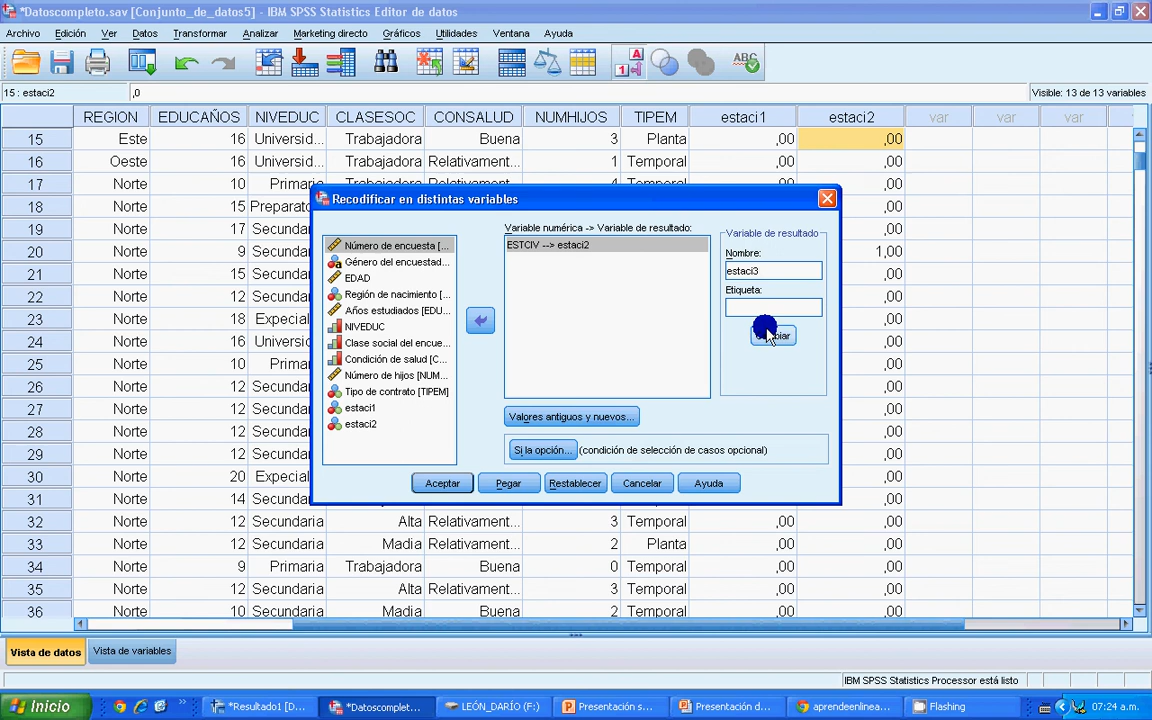 *Datoscompleto.sav [Conjunto_de_datos5] - IBM SPSS Statistics Editor de datos
Archivo Edición Ver Datos Transformar Analizar Marketing directo Gráficos Utilidades Ventana Ayuda
15 : estaci2 ,0 Visible: 13 de 13 variables
REGION EDUCAÑOS NIVEDUC CLASESOC CONSALUD NUMHIJOS TIPEM estaci1 estaci2 var var var
15 Este 16 Universid... Trabajadora Buena 3 Planta ,00 ,00
16 Oeste 16 Universid... Trabajadora Relativament... 1 Temporal ,00 ,00
17 Norte 10 Primaria Trabajadora Relativament... 4 Temporal ,00 ,00
18 Norte 15 Preparato ,00
19 Norte 17 Secundar ,00
20 Norte 9 Secundar 1,00
21 Norte 15 Secundar ,00
22 Norte 12 Secundar ,00
23 Norte 18 Expecial ,00
24 Norte 16 Universi ,00
25 Norte 10 Prima ,00
26 Norte 12 Secundar ,00
27 Norte 12 Secundar ,00
28 Norte 12 Secundar ,00
29 Norte 12 Secundar ,00
30 Norte 20 Expecial ,00
31 Norte 14 Secundar ,00
32 Norte 12 Secundaria Alta Relativament... 3 Temporal ,00 ,00
33 Norte 12 Secundaria Madia Relativament... 2 Planta ,00 ,00
34 Norte 9 Primaria Trabajadora Buena 0 Temporal ,00 ,00
35 Norte 12 Secundaria Alta Relativament... 3 Temporal ,00 ,00
36 Norte 10 Secundaria Madia Buena 2 Temporal ,00 ,00
Recodificar en distintas variables
Número de encuesta [...
Género del encuestad...
EDAD
Región de nacimiento [...
Años estudiados [EDU...
NIVEDUC
Clase social del encue...
Condición de salud [C...
Número de hijos [NUM...
Tipo de contrato [TIPEM]
estaci1
estaci2
Variable numérica -> Variable de resultado:
ESTCIV --> estaci2
Variable de resultado
Nombre:
estaci3
Etiqueta:
Valores antiguos y nuevos...
Si la opción... (condición de selección de casos opcional)
Aceptar Pegar Restablecer Cancelar Ayuda
Vista de datos Vista de variables
IBM SPSS Statistics Processor está listo
Inicio *Resultado1 [D... *Datoscomplet... LEÓN_DARÍO (F:) Presentación s... Presentación d... aprendeenlinea... Flashing 07:24 a.m.